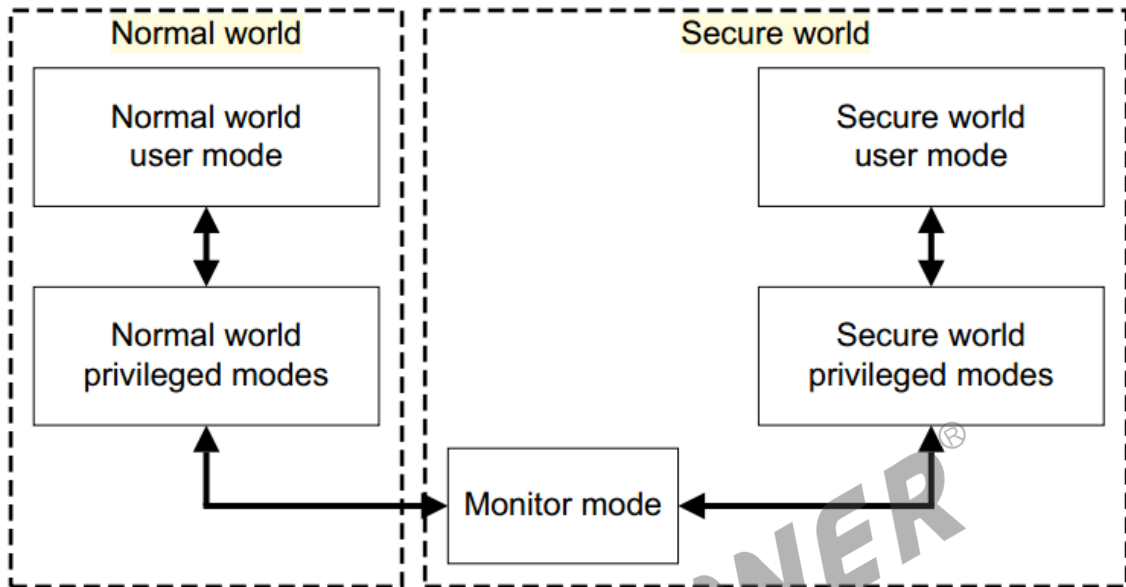 Normal world
Secure world
Normal world
user mode
Secure world
user mode
Normal world
privileged modes
Secure world
privileged modes
Monitor mode
NER®